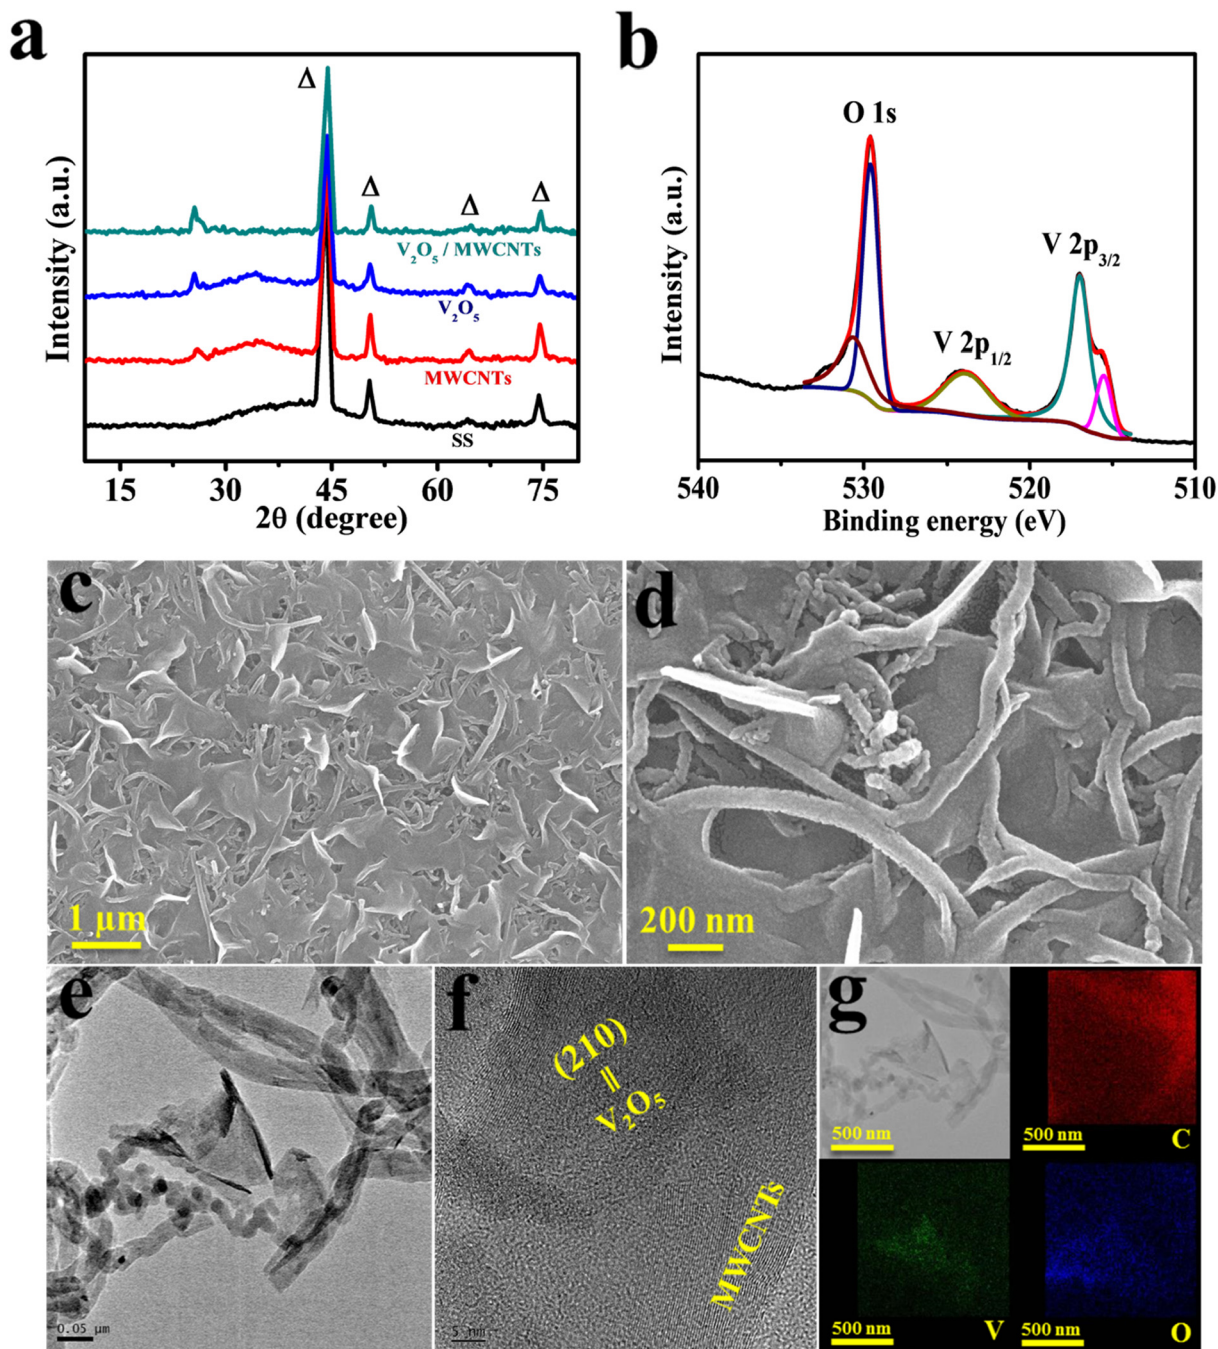 a
Intensity (a.u.)
Δ
Δ
Δ
Δ
V₂O₅ / MWCNTs
V₂O₅
MWCNTs
SS
15 30 45 60 75
2θ (degree)
b
Intensity (a.u.)
O 1s
V 2p₁/₂
V 2p₃/₂
540 530 520 510
Binding energy (eV)
c
1 µm
d
200 nm
e
0.05 µm
f
(210)
V₂O₅
MWCNTs
5 nm
g
500 nm
500 nm
C
500 nm
V
500 nm
O